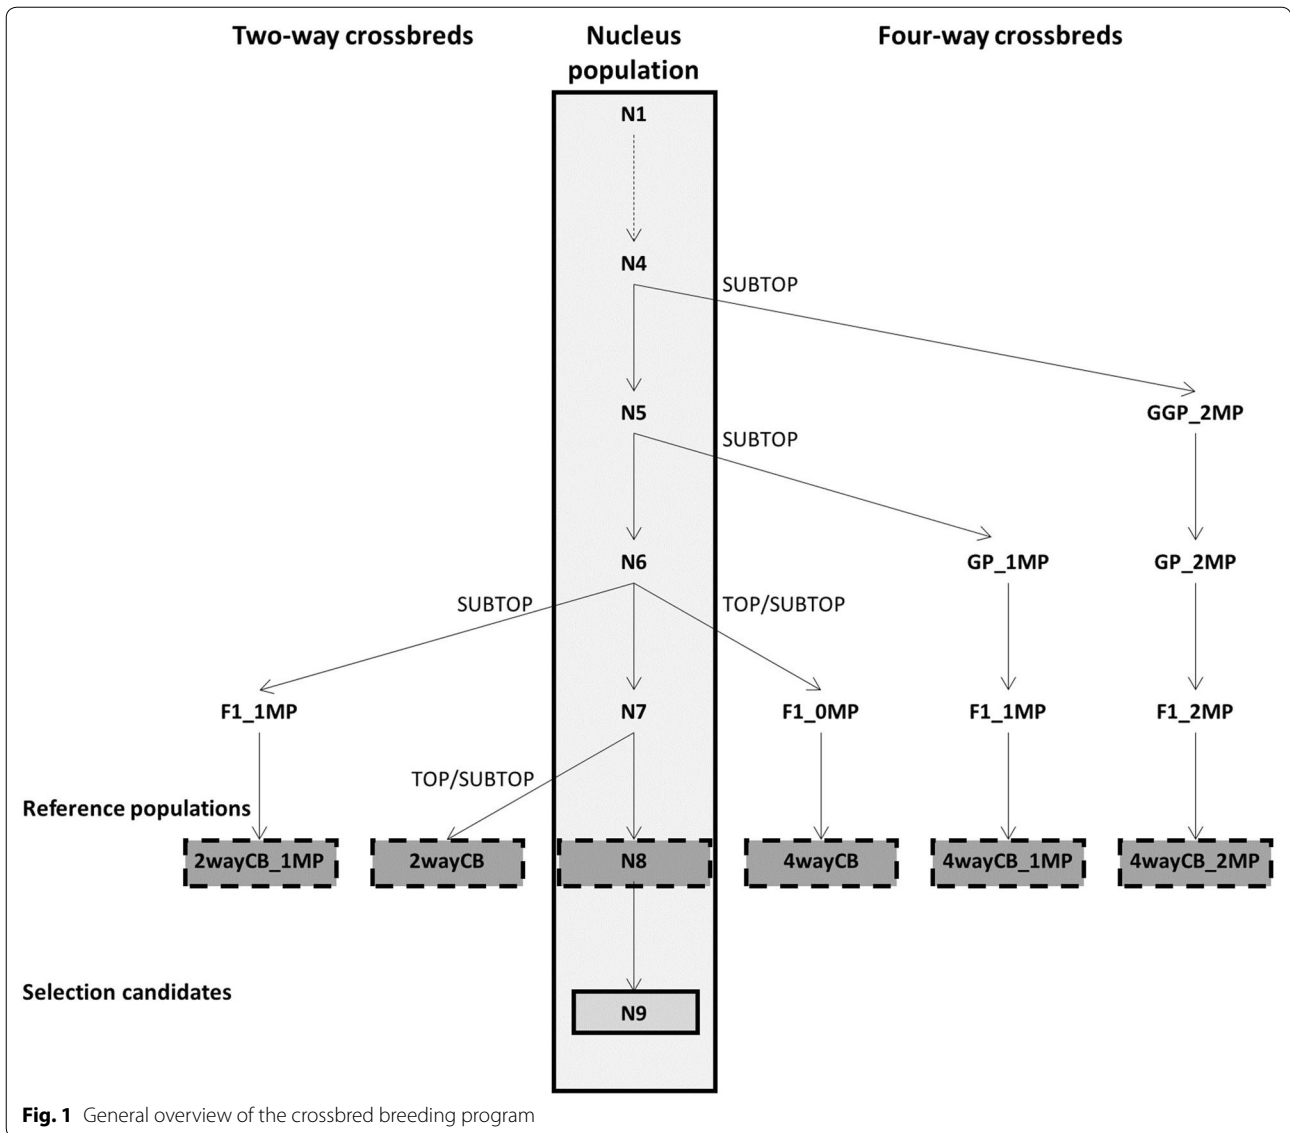 Two-way crossbreds
Nucleus
population
Four-way crossbreds
N1
N4
SUBTOP
N5
GGP_2MP
SUBTOP
N6
GP_1MP
GP_2MP
SUBTOP
TOP/SUBTOP
F1_1MP
N7
F1_0MP
F1_1MP
F1_2MP
TOP/SUBTOP
Reference populations
2wayCB_1MP
2wayCB
N8
4wayCB
4wayCB_1MP
4wayCB_2MP
Selection candidates
N9
Fig. 1 General overview of the crossbred breeding program